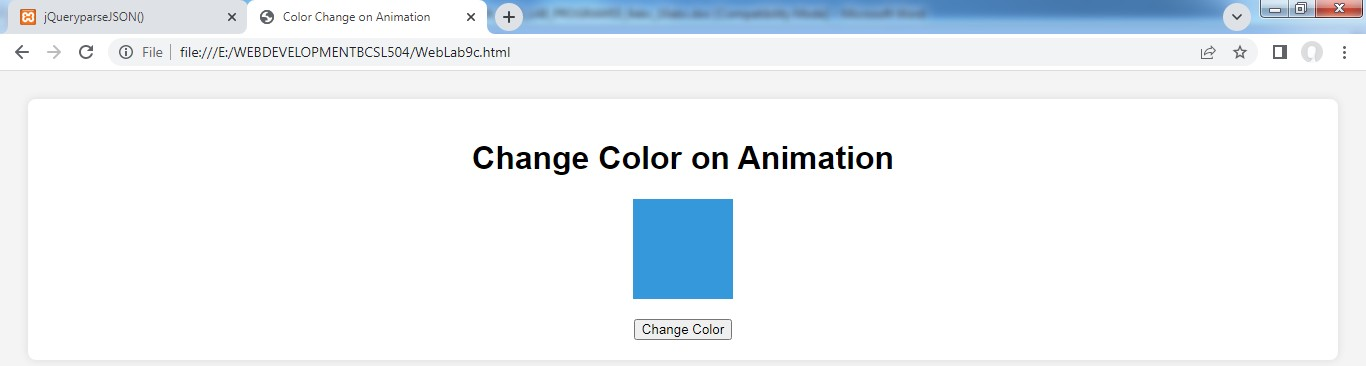 jQueryparseJSON()
Color Change on Animation
File
file:///E:/WEBDEVELOPMENTBCSL504/WebLab9c.html
Change Color on Animation
Change Color